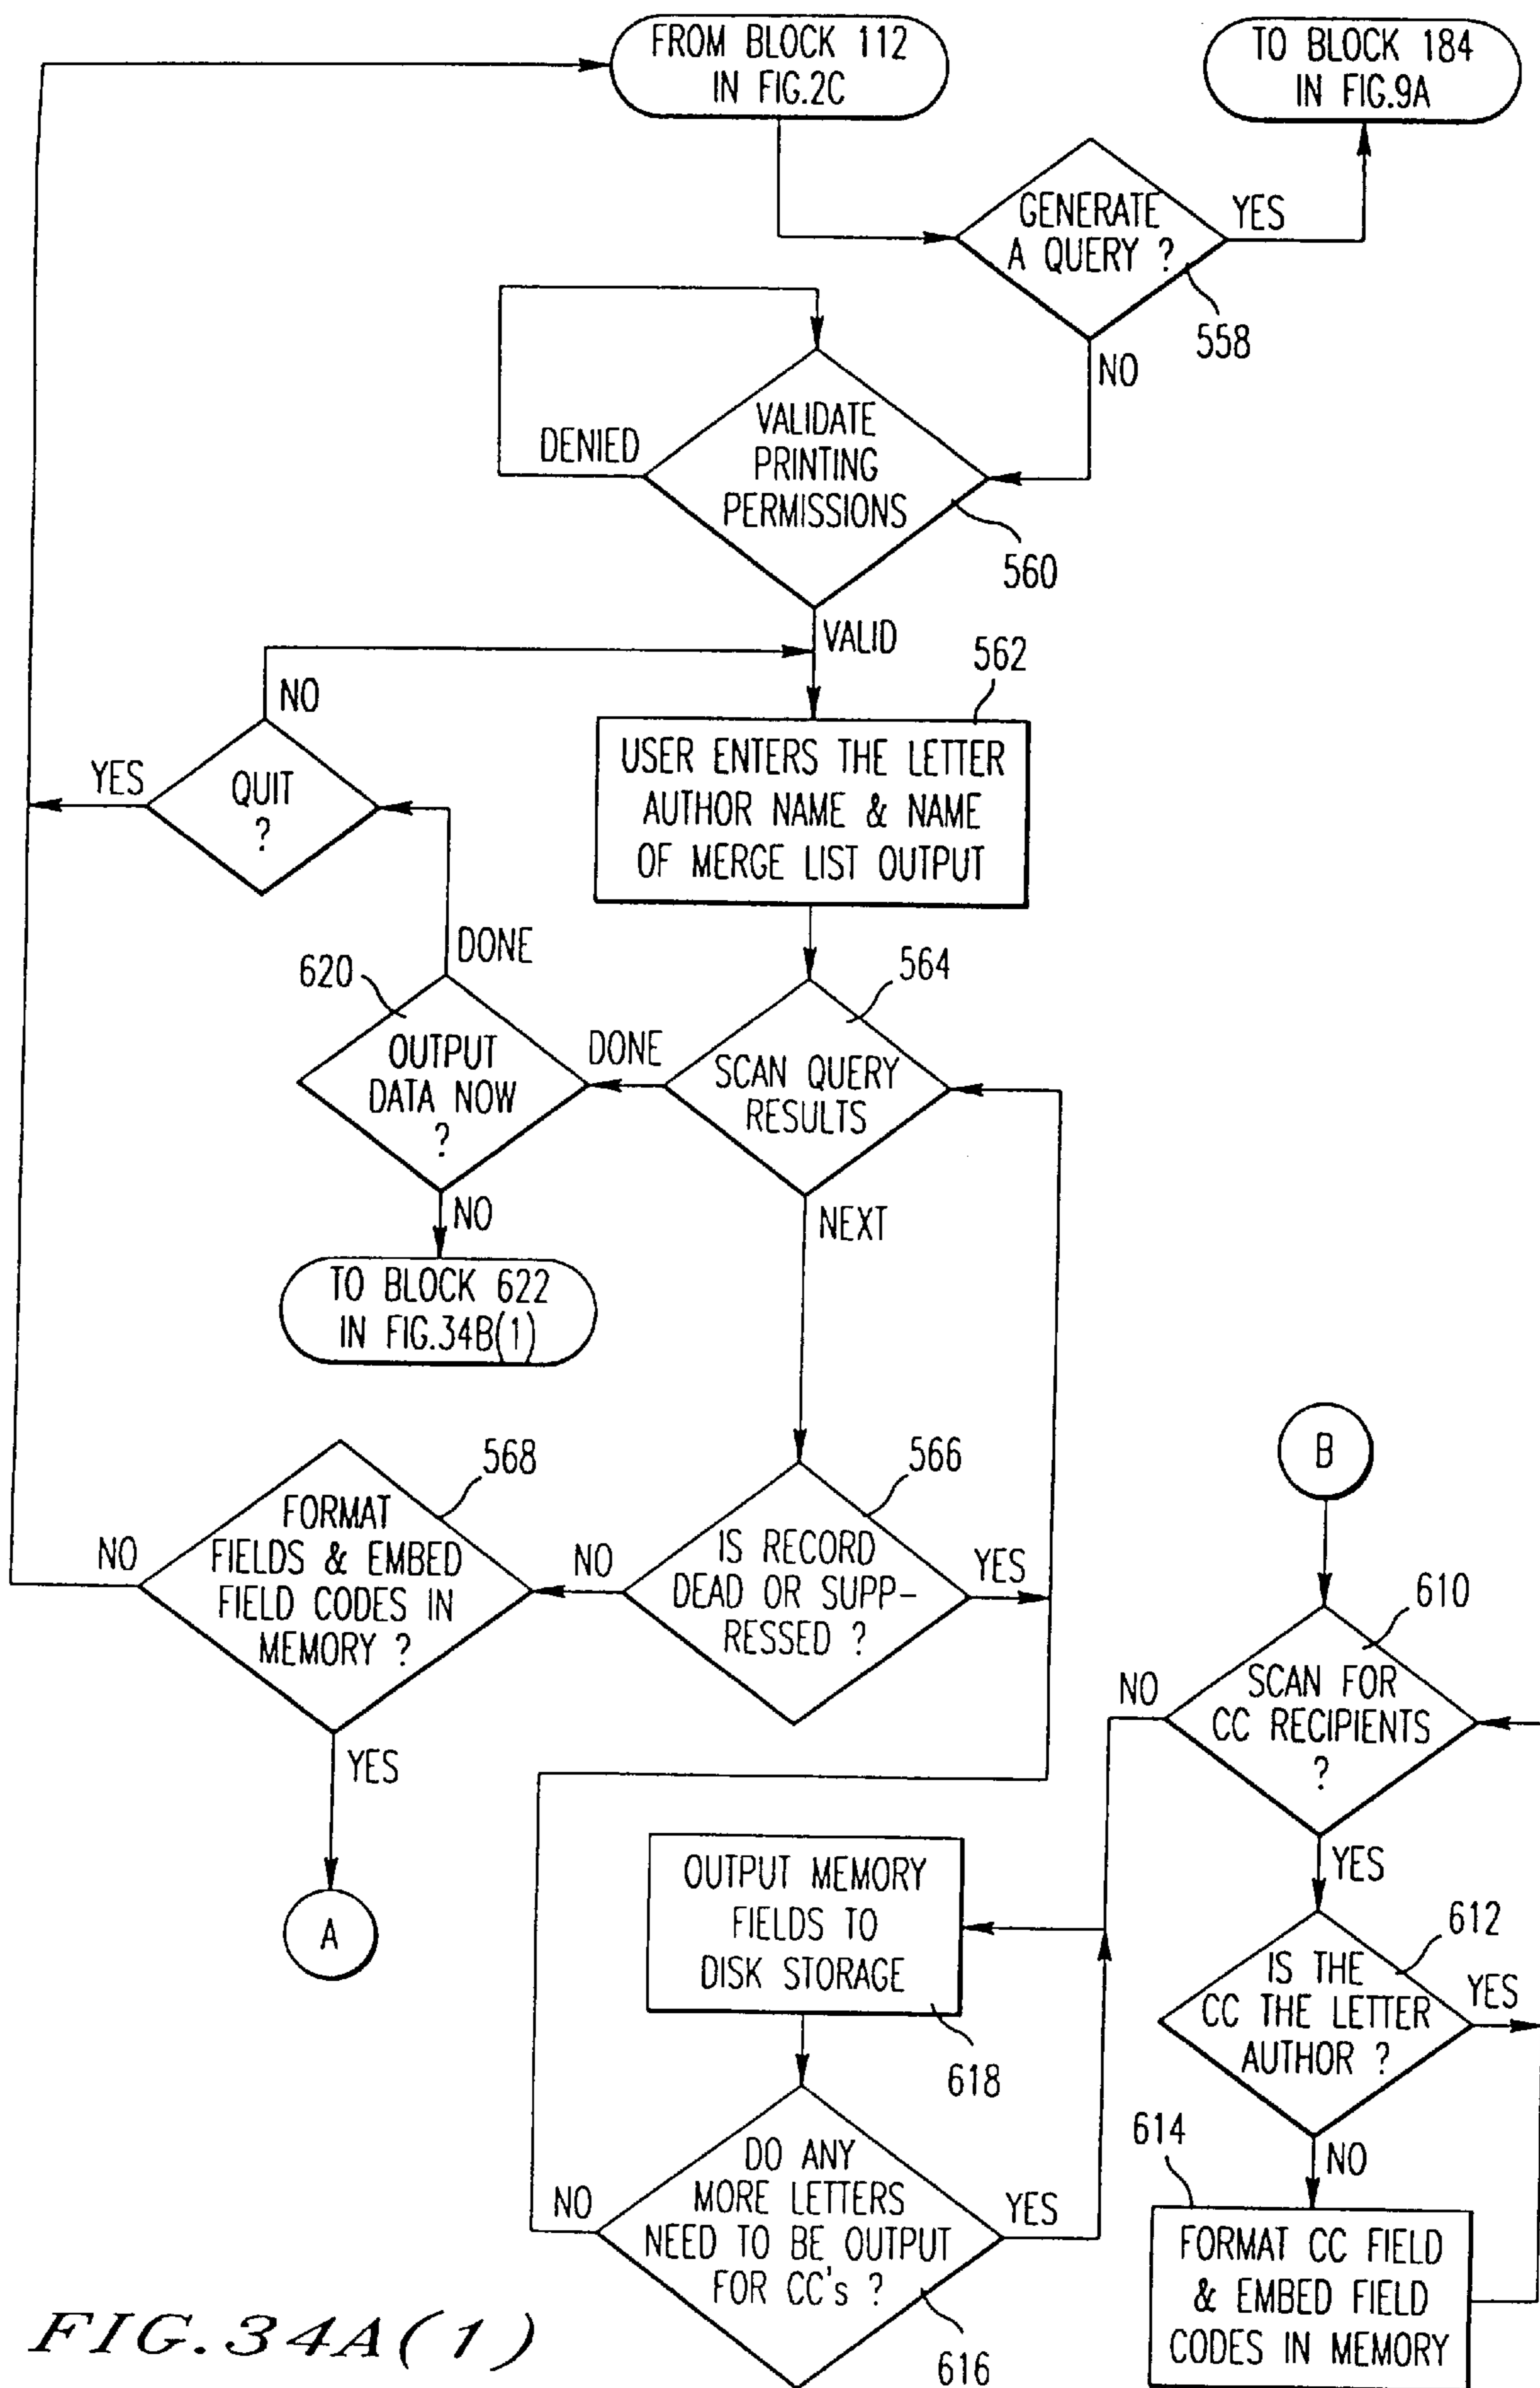 FROM BLOCK 112
IN FIG.2C
TO BLOCK 184
IN FIG.9A
GENERATE
A QUERY ?
YES
558
NO
VALIDATE
PRINTING
PERMISSIONS
DENIED
560
VALID
562
USER ENTERS THE LETTER
AUTHOR NAME & NAME
OF MERGE LIST OUTPUT
NO
YES
QUIT
?
DONE
620
OUTPUT
DATA NOW
?
DONE
564
SCAN QUERY
RESULTS
NO
NEXT
TO BLOCK 622
IN FIG.34B(1)
568
FORMAT
FIELDS & EMBED
FIELD CODES IN
MEMORY ?
NO
NO
566
IS RECORD
DEAD OR SUPP-
RESSED ?
YES
YES
A
B
610
SCAN FOR
CC RECIPIENTS
?
NO
YES
612
IS THE
CC THE LETTER
AUTHOR ?
YES
NO
OUTPUT MEMORY
FIELDS TO
DISK STORAGE
618
614
FORMAT CC FIELD
& EMBED FIELD
CODES IN MEMORY
DO ANY
MORE LETTERS
NEED TO BE OUTPUT
FOR CC's ?
NO
YES
616
FIG.34A(1)